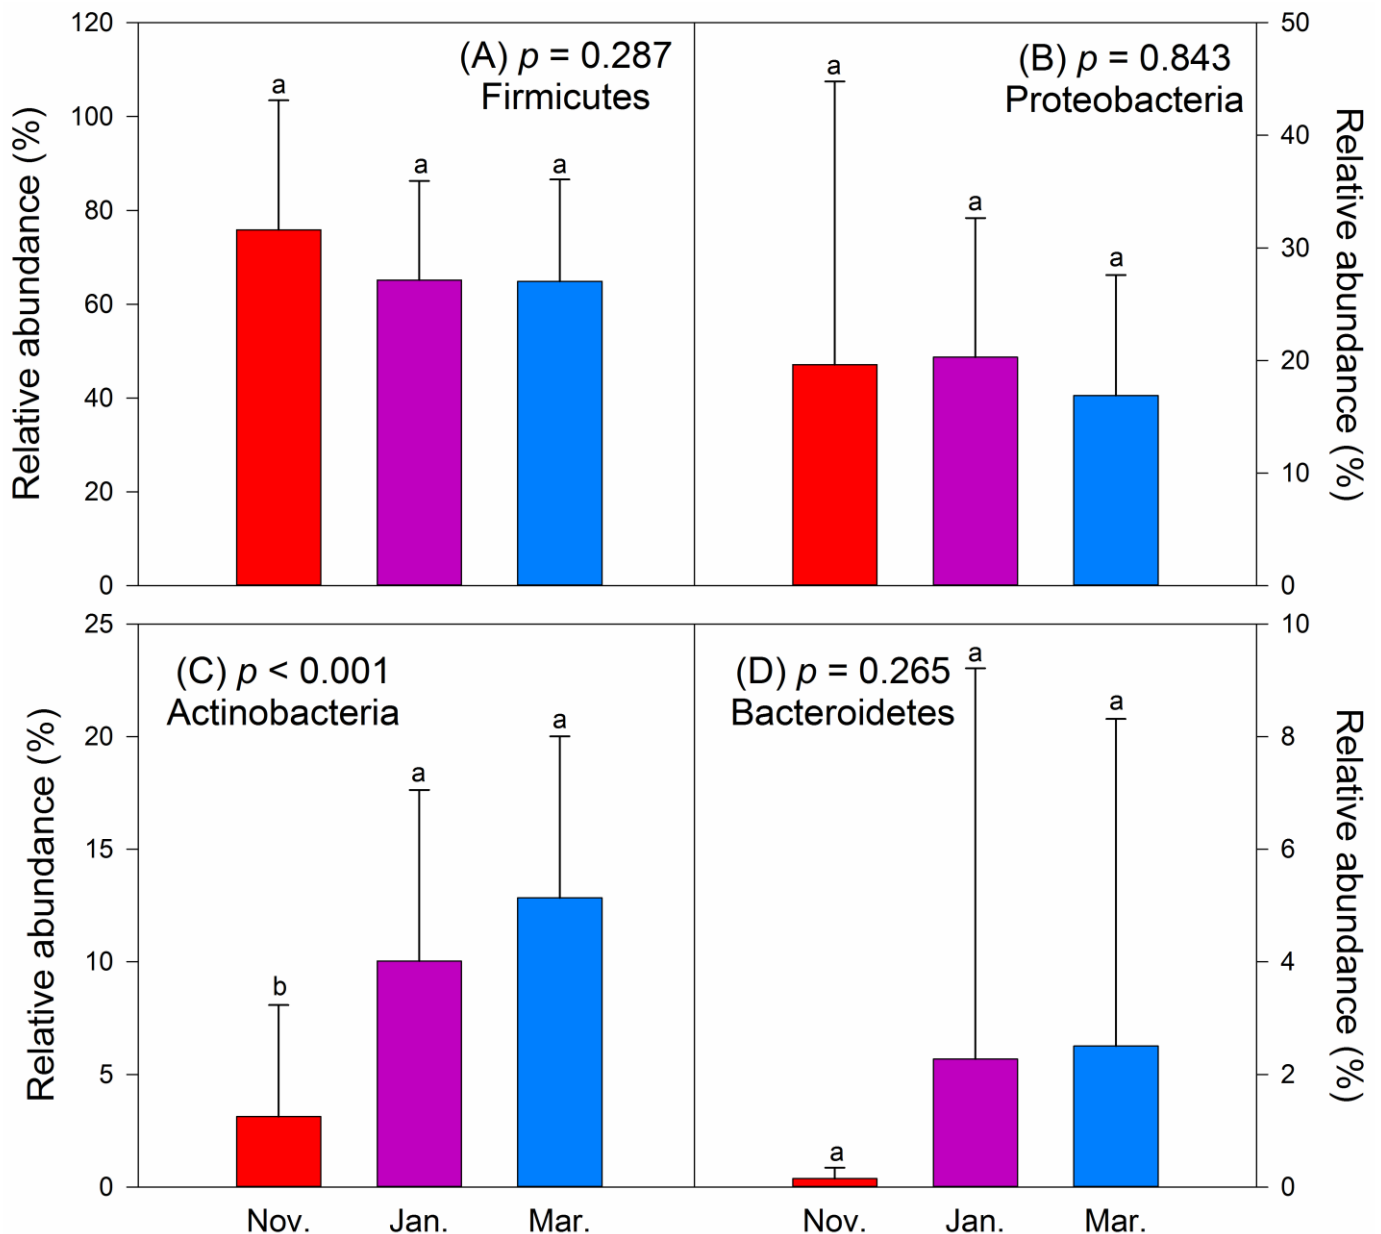 120
100
80
60
40
20
0
Relative abundance (%)
(A) p = 0.287
Firmicutes
a
a
a
(B) p = 0.843
Proteobacteria
a
a
a
50
40
30
20
10
0
Relative abundance (%)
25
20
15
10
5
0
Relative abundance (%)
(C) p < 0.001
Actinobacteria
b
a
a
Nov.
Jan.
Mar.
(D) p = 0.265
Bacteroidetes
a
a
a
Nov.
Jan.
Mar.
10
8
6
4
2
0
Relative abundance (%)